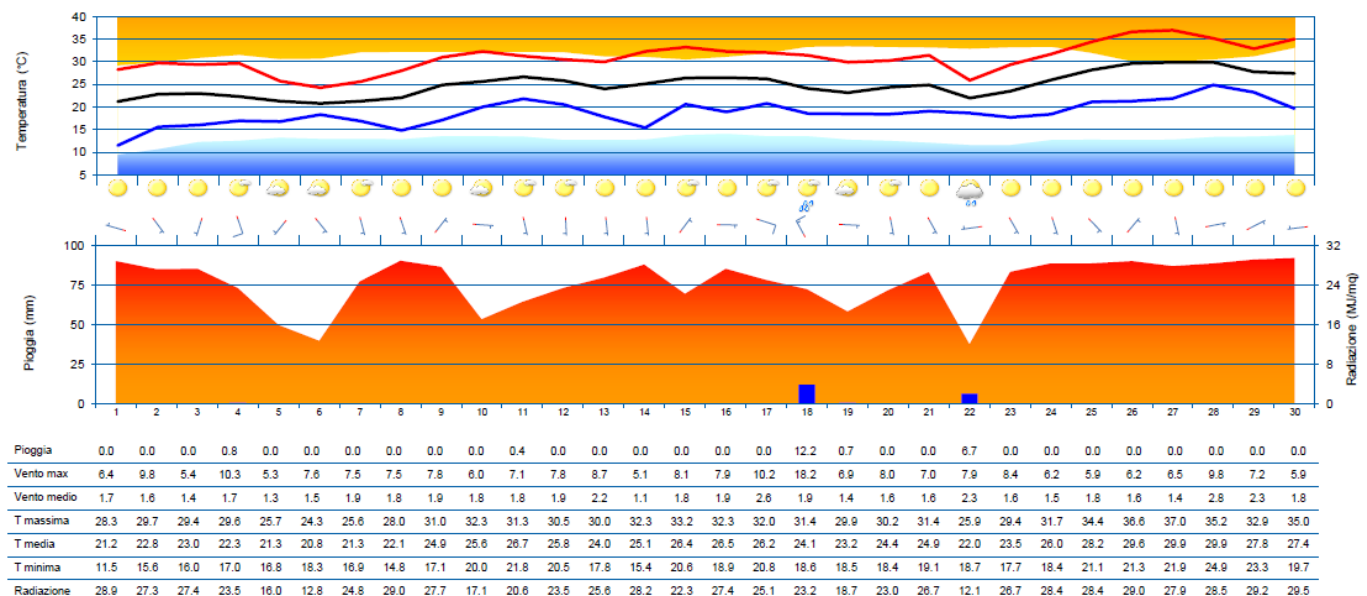 Temperatura (°C)
40
35
30
25
20
15
10
5
Pioggia (mm)
100
75
50
25
0
32
24
16
8
0
Radiazione (MJ/mq)
1 2 3 4 5 6 7 8 9 10 11 12 13 14 15 16 17 18 19 20 21 22 23 24 25 26 27 28 29 30
Pioggia 0.0 0.0 0.0 0.8 0.0 0.0 0.0 0.0 0.0 0.0 0.4 0.0 0.0 0.0 0.0 0.0 0.0 12.2 0.7 0.0 0.0 6.7 0.0 0.0 0.0 0.0 0.0 0.0 0.0 0.0
Vento max 6.4 9.8 5.4 10.3 5.3 7.6 7.5 7.5 7.8 6.0 7.1 7.8 8.7 5.1 8.1 7.9 10.2 18.2 6.9 8.0 7.0 7.9 8.4 6.2 5.9 6.2 6.5 9.8 7.2 5.9
Vento medio 1.7 1.6 1.4 1.7 1.3 1.5 1.9 1.8 1.9 1.8 1.8 1.9 2.2 1.1 1.8 1.9 2.6 1.9 1.4 1.6 1.6 2.3 1.6 1.5 1.8 1.6 1.4 2.8 2.3 1.8
T massima 28.3 29.7 29.4 29.6 25.7 24.3 25.6 28.0 31.0 32.3 31.3 30.5 30.0 32.3 33.2 32.3 32.0 31.4 29.9 30.2 31.4 25.9 29.4 31.7 34.4 36.6 37.0 35.2 32.9 35.0
T media 21.2 22.8 23.0 22.3 21.3 20.8 21.3 22.1 24.9 25.6 26.7 25.8 24.0 25.1 26.4 26.5 26.2 24.1 23.2 24.4 24.9 22.0 23.5 26.0 28.2 29.6 29.9 29.9 27.8 27.4
T minima 11.5 15.6 16.0 17.0 16.8 18.3 16.9 14.8 17.1 20.0 21.8 20.5 17.8 15.4 20.6 18.9 20.8 18.6 18.5 18.4 19.1 18.7 17.7 18.4 21.1 21.3 21.9 24.9 23.3 19.7
Radiazione 28.9 27.3 27.4 23.5 16.0 12.8 24.8 29.0 27.7 17.1 20.6 23.5 25.6 28.2 22.3 27.4 25.1 23.2 18.7 23.0 26.7 12.1 26.7 28.4 28.4 29.0 27.9 28.5 29.2 29.5